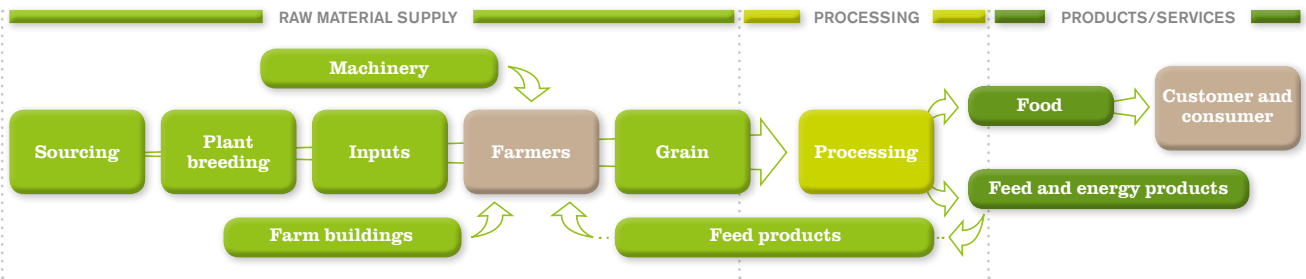 RAW MATERIAL SUPPLY
PROCESSING
PRODUCTS/SERVICES
Machinery
Sourcing
Plant
breeding
Inputs
Farmers
Grain
Processing
Food
Customer and
consumer
Feed and energy products
Farm buildings
Feed products